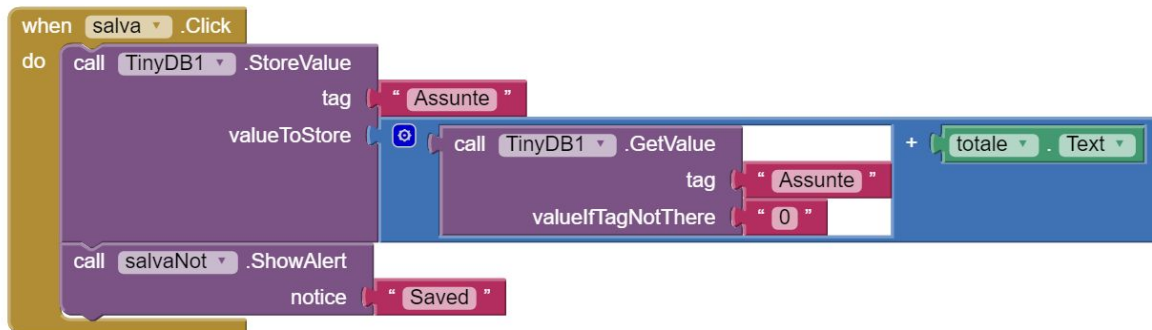 when salva .Click
do call TinyDB1 .StoreValue
tag " Assunte "
valueToStore call TinyDB1 .GetValue + totale . Text
tag " Assunte "
valueIfTagNotThere " 0 "
call salvaNot .ShowAlert
notice " Saved "